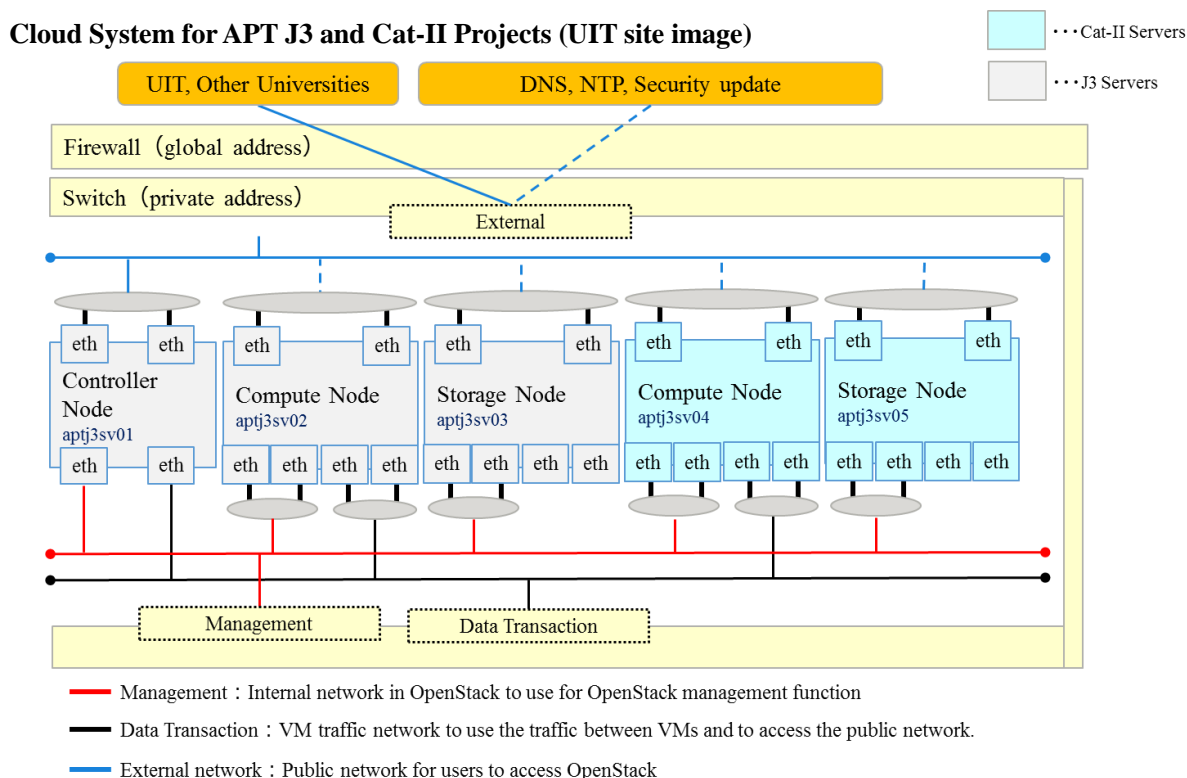 Cloud System for APT J3 and Cat-II Projects (UIT site image)
···Cat-II Servers
···J3 Servers
UIT, Other Universities
DNS, NTP, Security update
Firewall（global address）
Switch（private address）
External
eth eth eth eth eth eth eth eth eth eth
Controller
Node
aptj3sv01
Compute Node
aptj3sv02
Storage Node
aptj3sv03
Compute Node
aptj3sv04
Storage Node
aptj3sv05
eth eth eth eth eth eth eth eth eth eth eth eth eth eth eth eth eth eth
Management
Data Transaction
Management：Internal network in OpenStack to use for OpenStack management function
Data Transaction：VM traffic network to use the traffic between VMs and to access the public network.
External network：Public network for users to access OpenStack